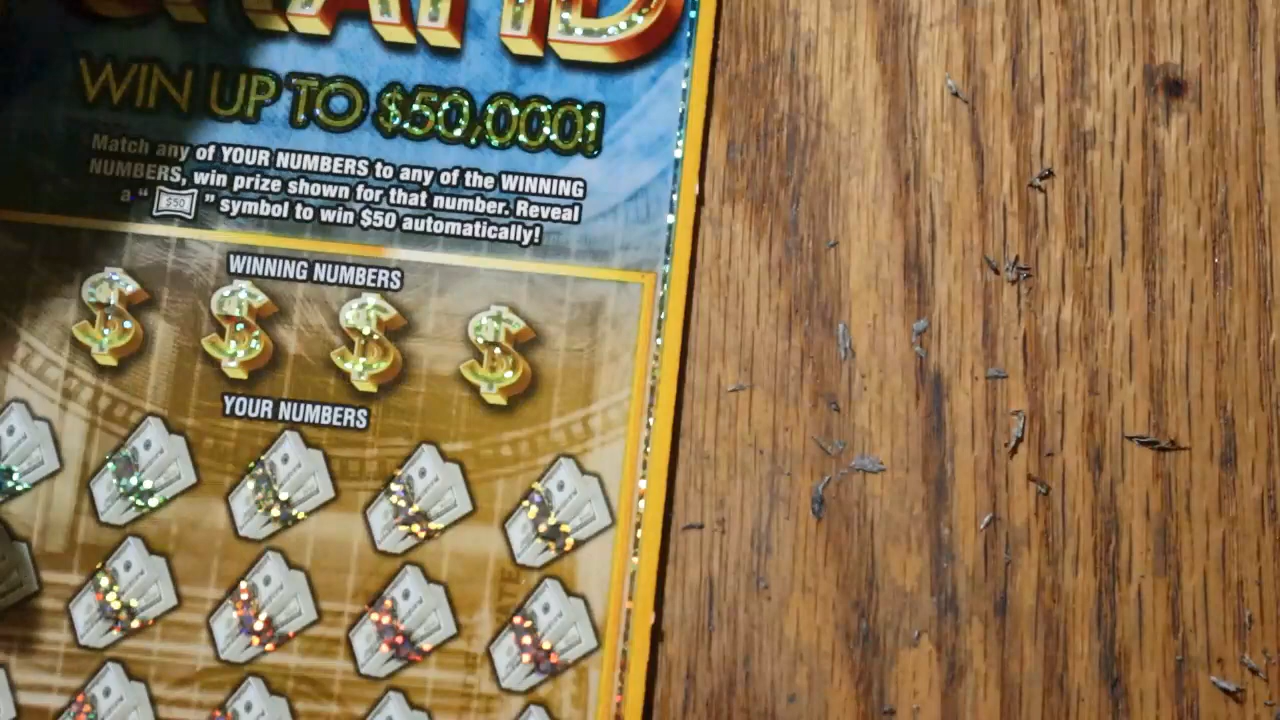 WIN UP TO $50,000!
Match any of YOUR NUMBERS to any of the WINNING
NUMBERS, win prize shown for that number. Reveal
a " $50 " symbol to win $50 automatically!
WINNING NUMBERS
$ $ $ $
YOUR NUMBERS